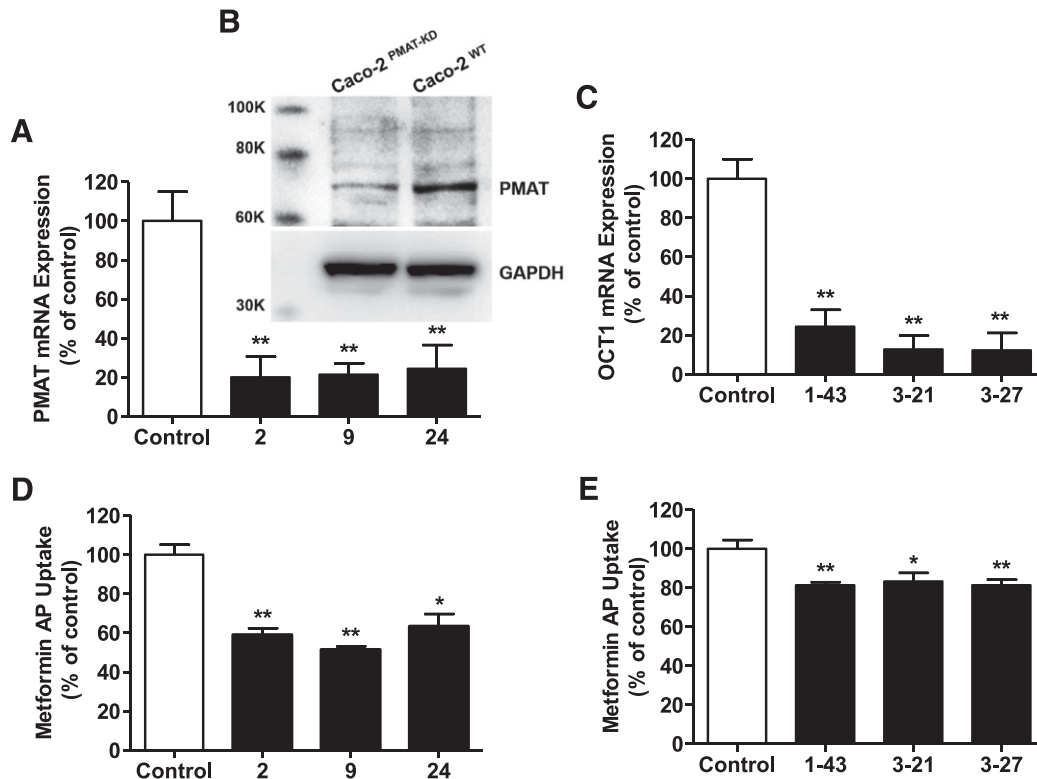 B
Caco-2 PMAT-KD
Caco-2 WT
100K
80K
60K
30K
PMAT
GAPDH
A
PMAT mRNA Expression
(% of control)
120
100
80
60
40
20
0
**
**
**
Control
2
9
24
C
OCT1 mRNA Expression
(% of control)
120
100
80
60
40
20
0
**
**
**
Control
1-43
3-21
3-27
D
Metformin AP Uptake
(% of control)
120
100
80
60
40
20
0
**
**
*
Control
2
9
24
E
Metformin AP Uptake
(% of control)
120
100
80
60
40
20
0
**
*
**
Control
1-43
3-21
3-27